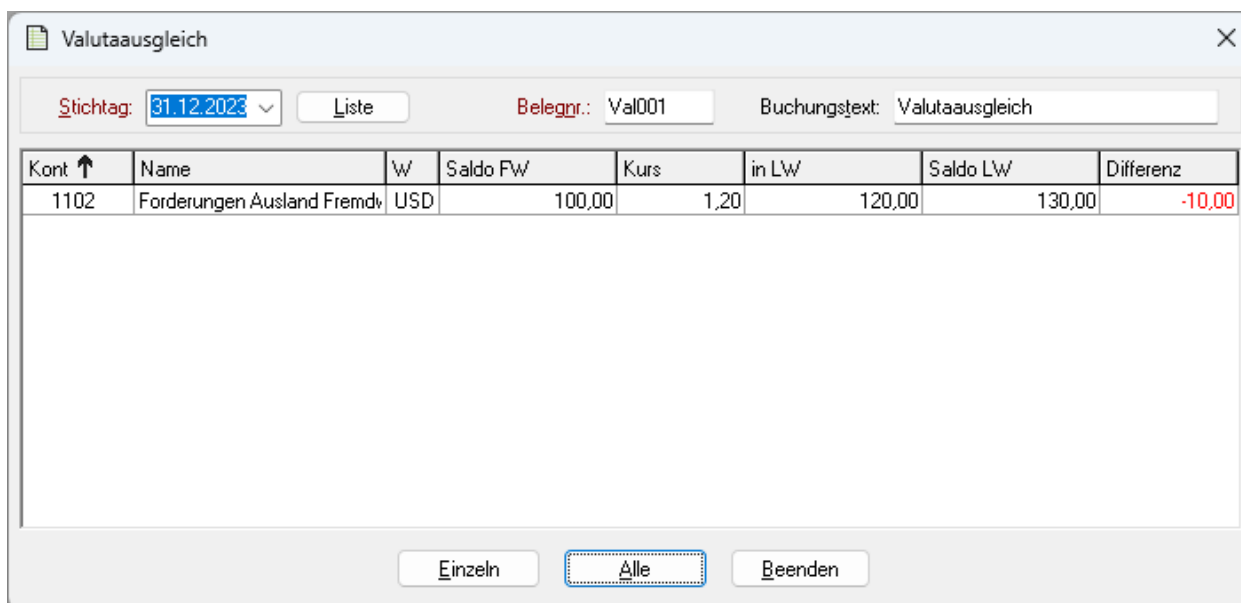 Valutaausgleich
Stichtag: 31.12.2023 Liste Belegnr.: Val001 Buchungstext: Valutaausgleich
Kont Name W Saldo FW Kurs in LW Saldo LW Differenz
1102 Forderungen Ausland Fremdw USD 100,00 1,20 120,00 130,00 -10,00
Einzeln Alle Beenden